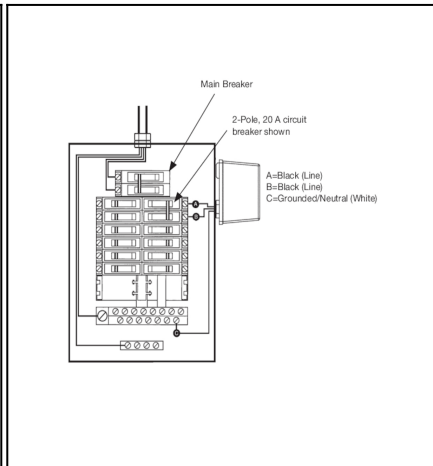 Main Breaker
2-Pole, 20 A circuit
breaker shown
A=Black (Line)
B=Black (Line)
C=Grounded/Neutral (White)